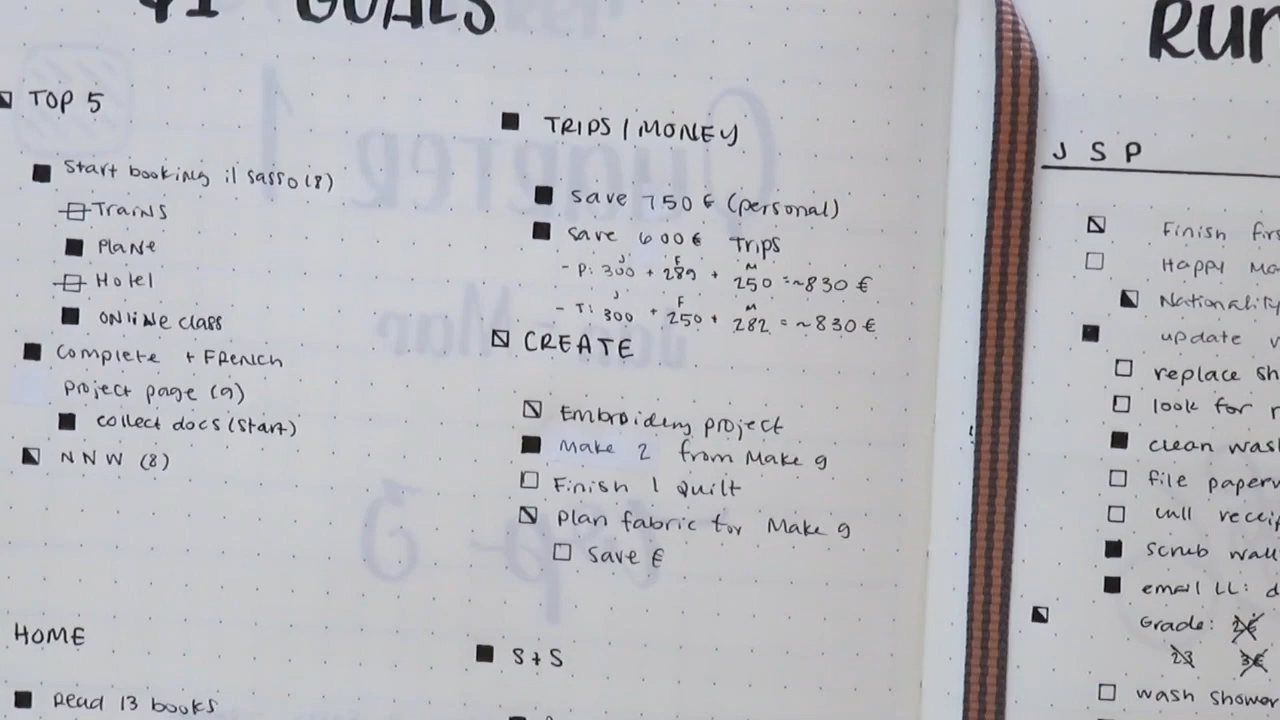 Q1 GOALS
TOP 5
Start booking il sasso (8)
Trains
Plane
Hotel
online class
Complete + French
project page (9)
collect docs (start)
NNW (8)
HOME
Read 13 books
TRIPS / MONEY
save 750 € (personal)
save 600 € Trips
J F M
- P: 300 + 289 + 250 = ~830 €
J F M
- T: 300 + 250 + 282 = ~830 €
CREATE
Embroidery project
Make 2 from Make 9
Finish 1 quilt
Plan fabric for Make 9
save €
S + S
JSP
Finish
Happy
update
replace
look for
clean
file
call
scrub
email LL:
Grade:
23
wash shower